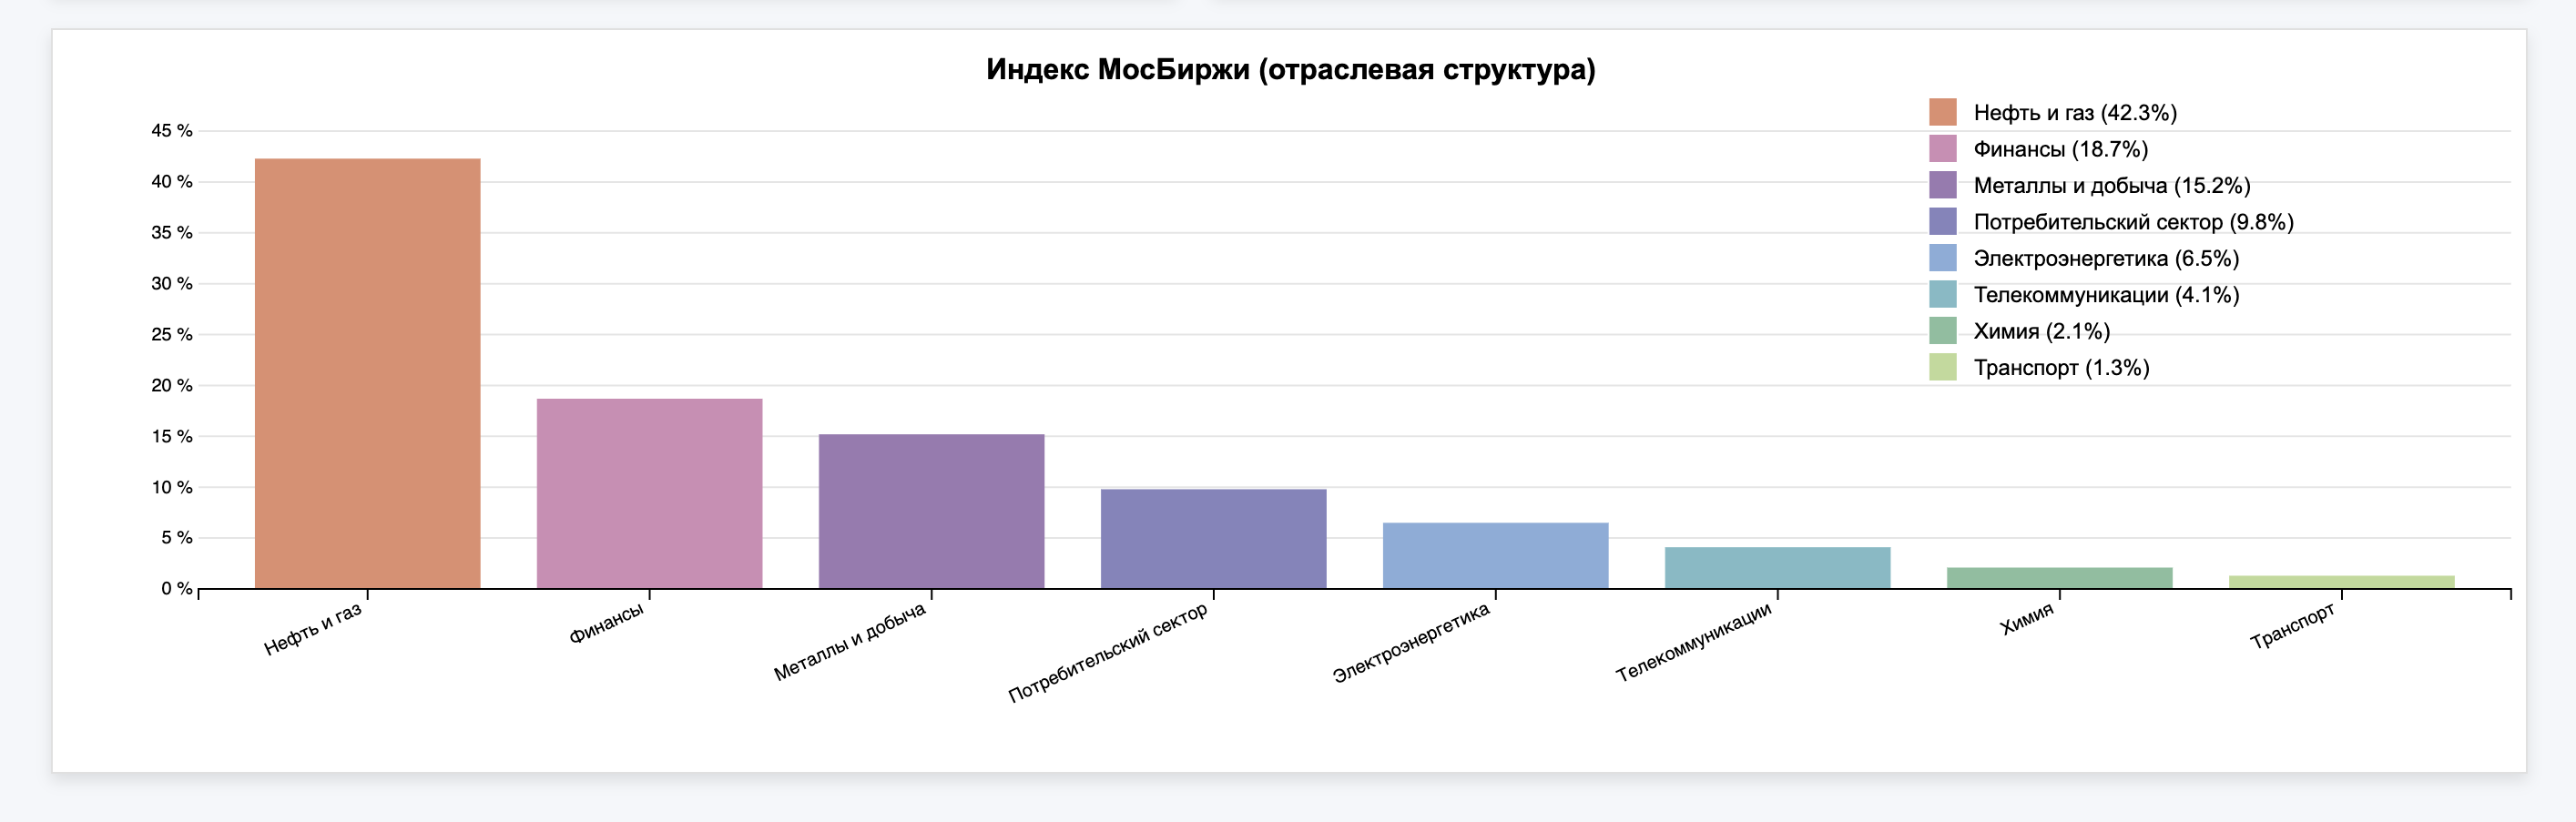 Индекс МосБиржи (отраслевая структура)
Нефть и газ (42.3%)
Финансы (18.7%)
Металлы и добыча (15.2%)
Потребительский сектор (9.8%)
Электроэнергетика (6.5%)
Телекоммуникации (4.1%)
Химия (2.1%)
Транспорт (1.3%)
45 %
40 %
35 %
30 %
25 %
20 %
15 %
10 %
5 %
0 %
Нефть и газ
Финансы
Металлы и добыча
Потребительский сектор
Электроэнергетика
Телекоммуникации
Химия
Транспорт